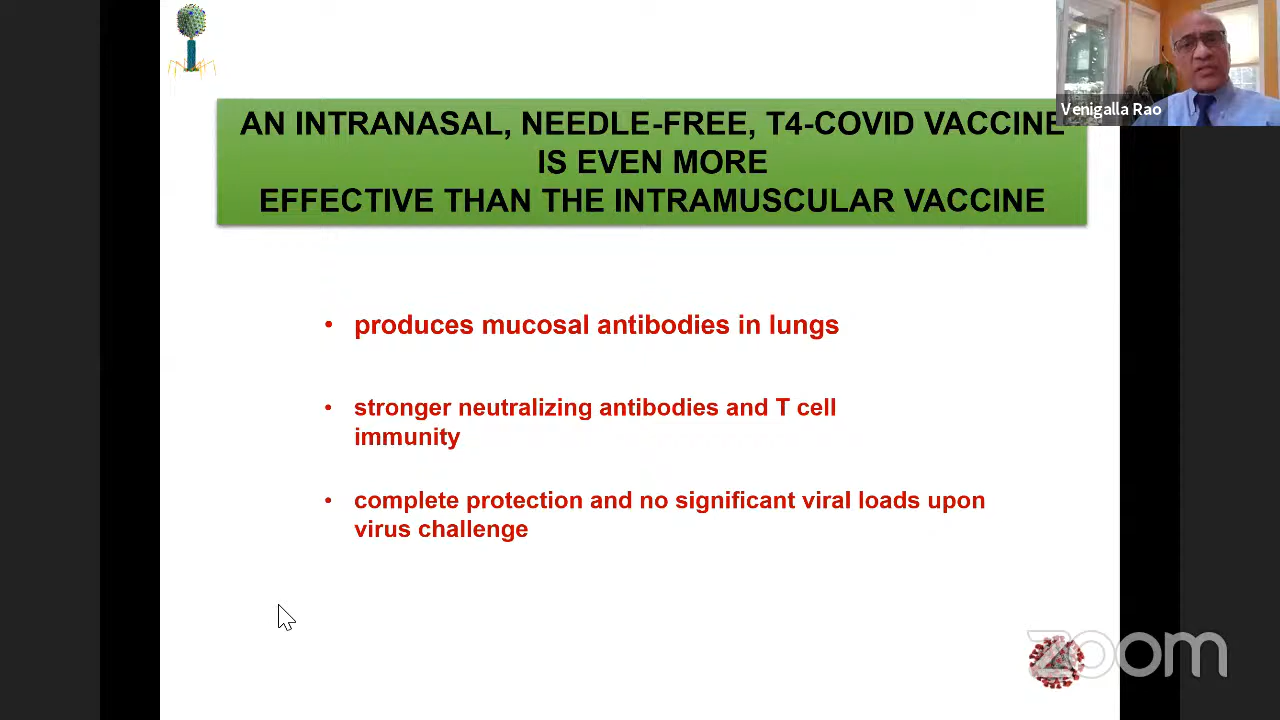 AN INTRANASAL, NEEDLE-FREE, T4-COVID VACCINE
IS EVEN MORE
EFFECTIVE THAN THE INTRAMUSCULAR VACCINE
Venigalla Rao
• produces mucosal antibodies in lungs
• stronger neutralizing antibodies and T cell
immunity
• complete protection and no significant viral loads upon
virus challenge
zoom